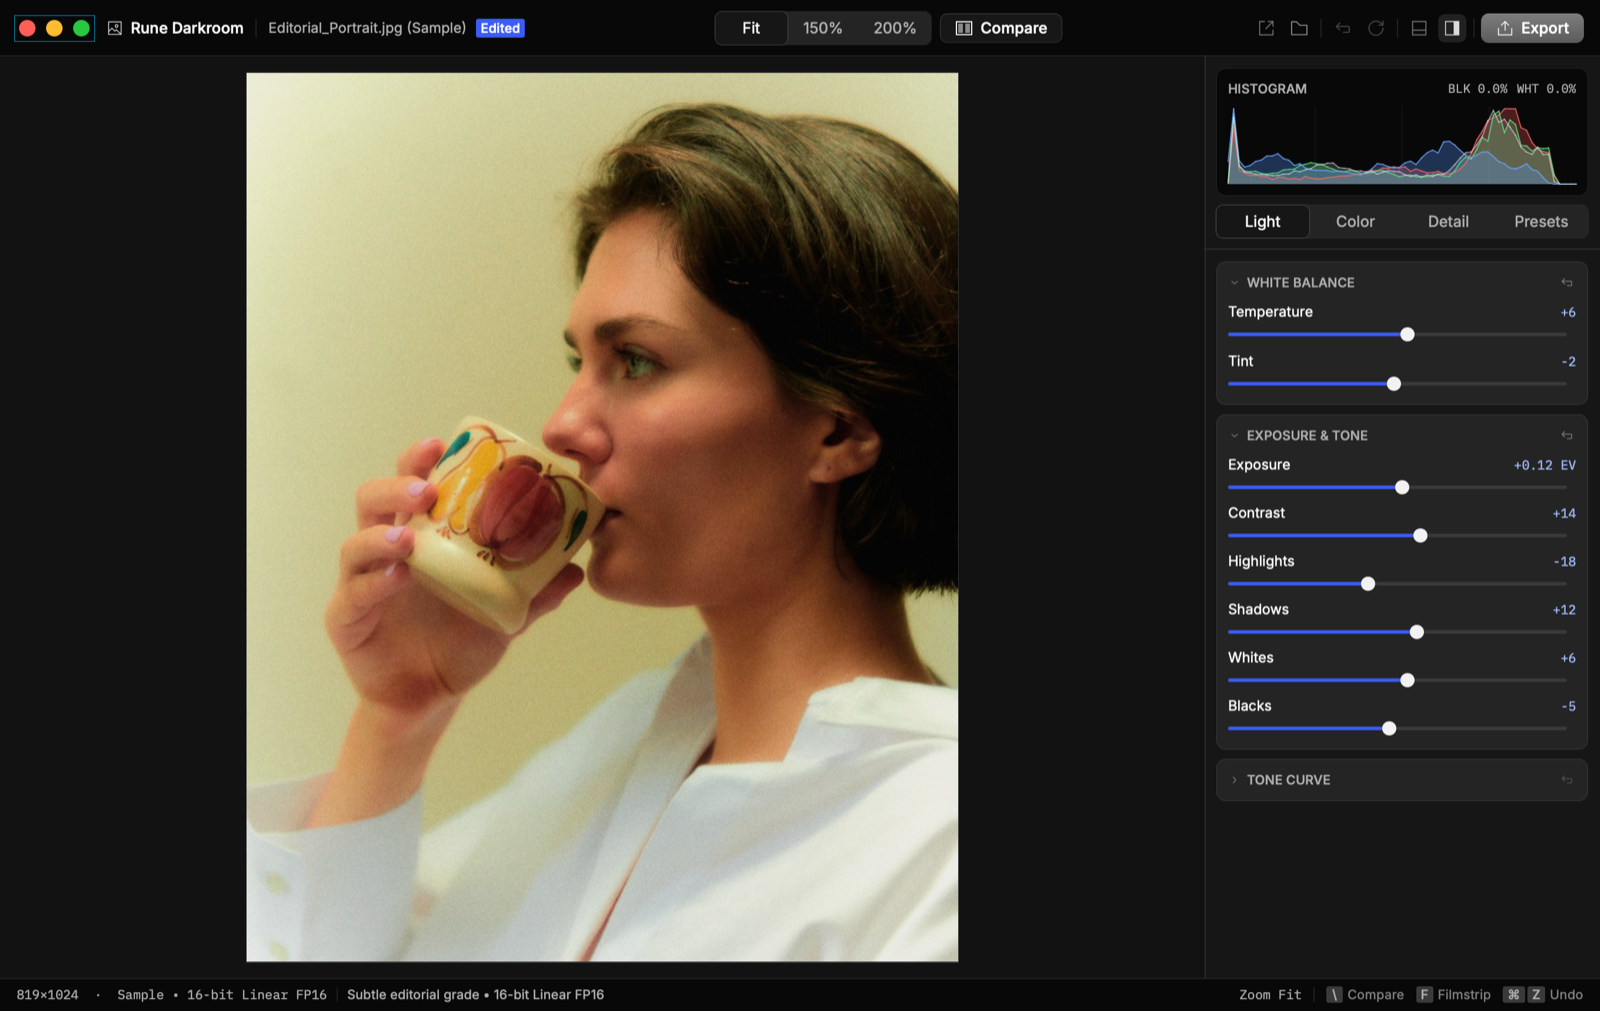 Rune Darkroom Editorial_Portrait.jpg (Sample) Edited Fit 150% 200% Compare Export
HISTOGRAM BLK 0.0% WHT 0.0%
Light Color Detail Presets
WHITE BALANCE
Temperature +6
Tint -2
EXPOSURE & TONE
Exposure +0.12 EV
Contrast +14
Highlights -18
Shadows +12
Whites +6
Blacks -5
TONE CURVE
819×1024 · Sample • 16-bit Linear FP16 Subtle editorial grade • 16-bit Linear FP16 Zoom Fit \ Compare F Filmstrip ⌘ Z Undo